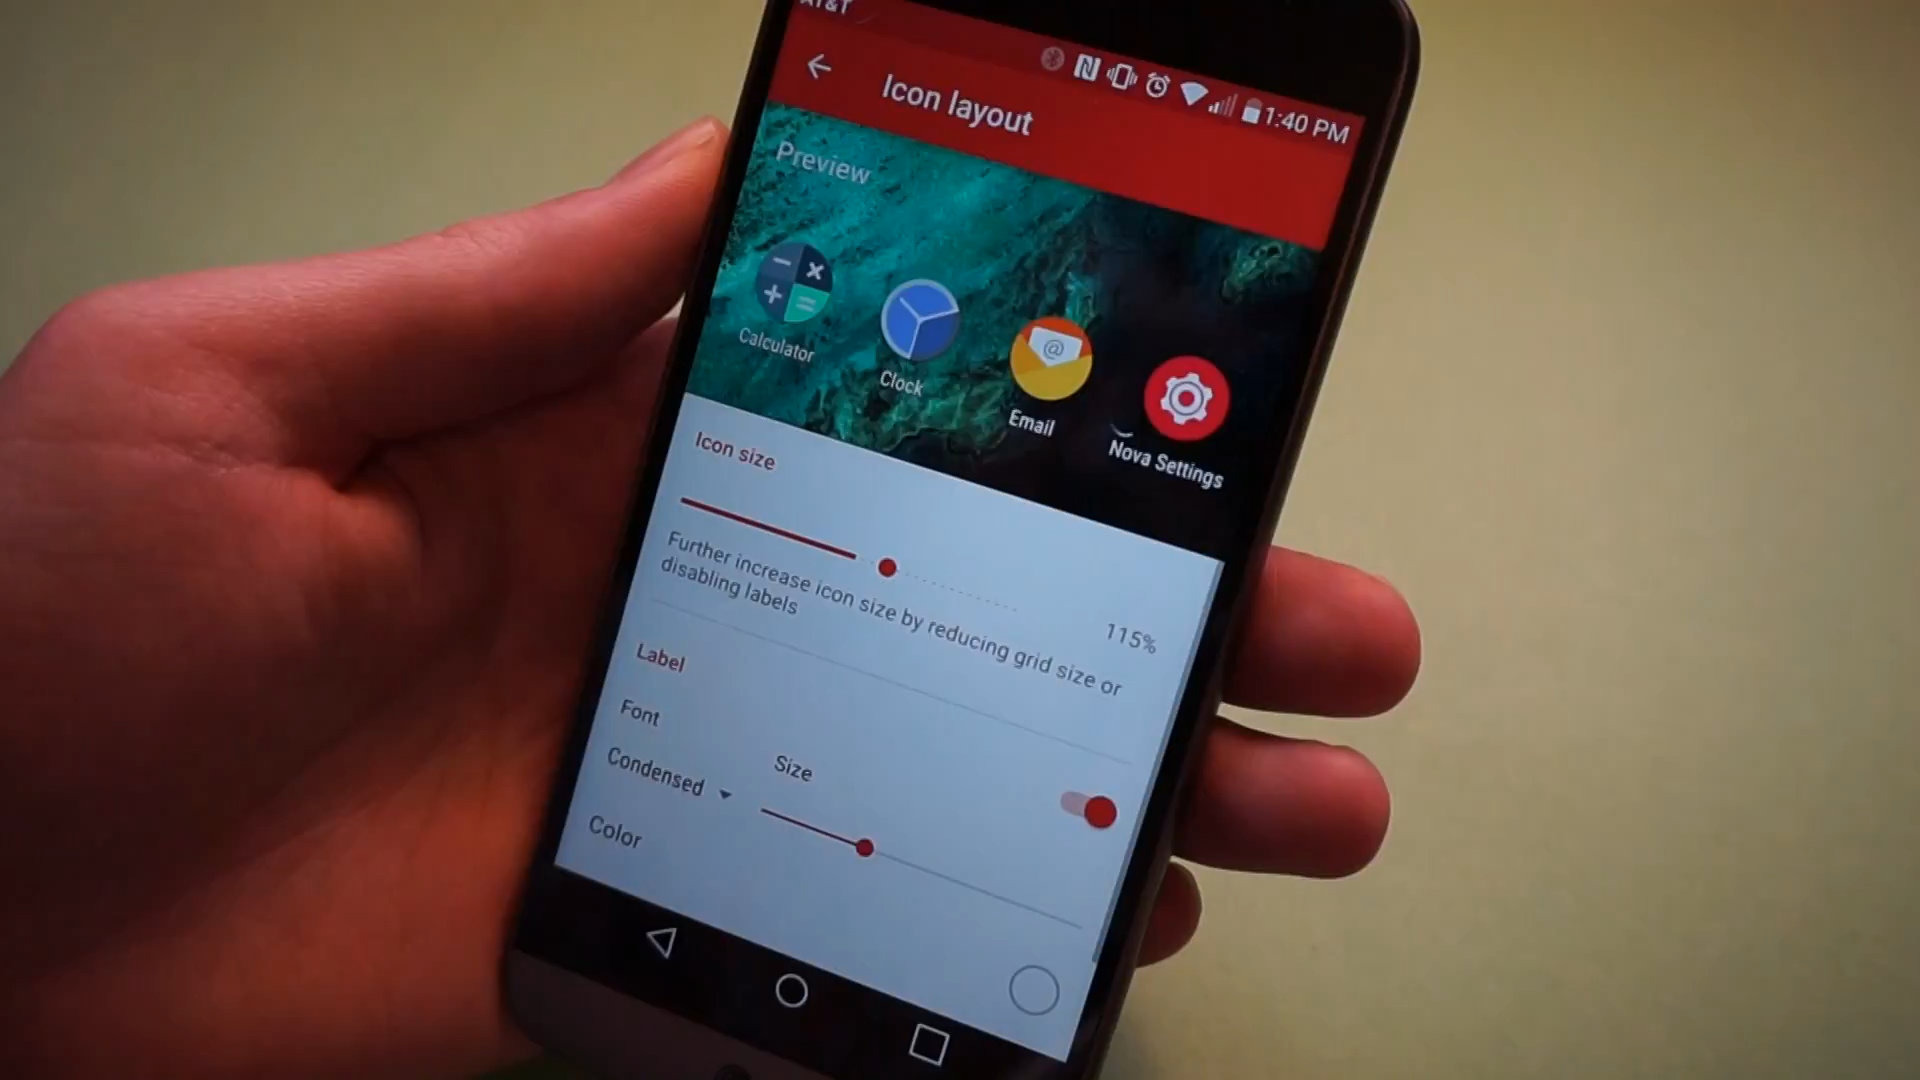 AT&T
1:40 PM
Icon layout
Preview
Calculator
Clock
Email
Nova Settings
Icon size
115%
Further increase icon size by reducing grid size or
disabling labels
Label
Font
Size
Condensed
Color